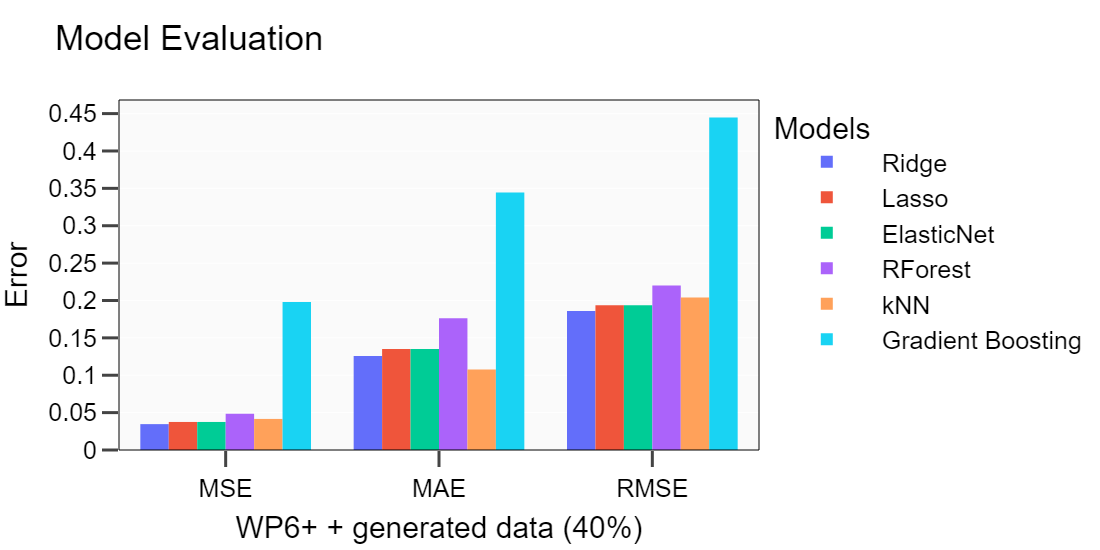 Model Evaluation
0.45
0.4
0.35
0.3
0.25
0.2
0.15
0.1
0.05
0
Error
MSE
MAE
RMSE
WP6+ + generated data (40%)
Models
Ridge
Lasso
ElasticNet
RForest
kNN
Gradient Boosting